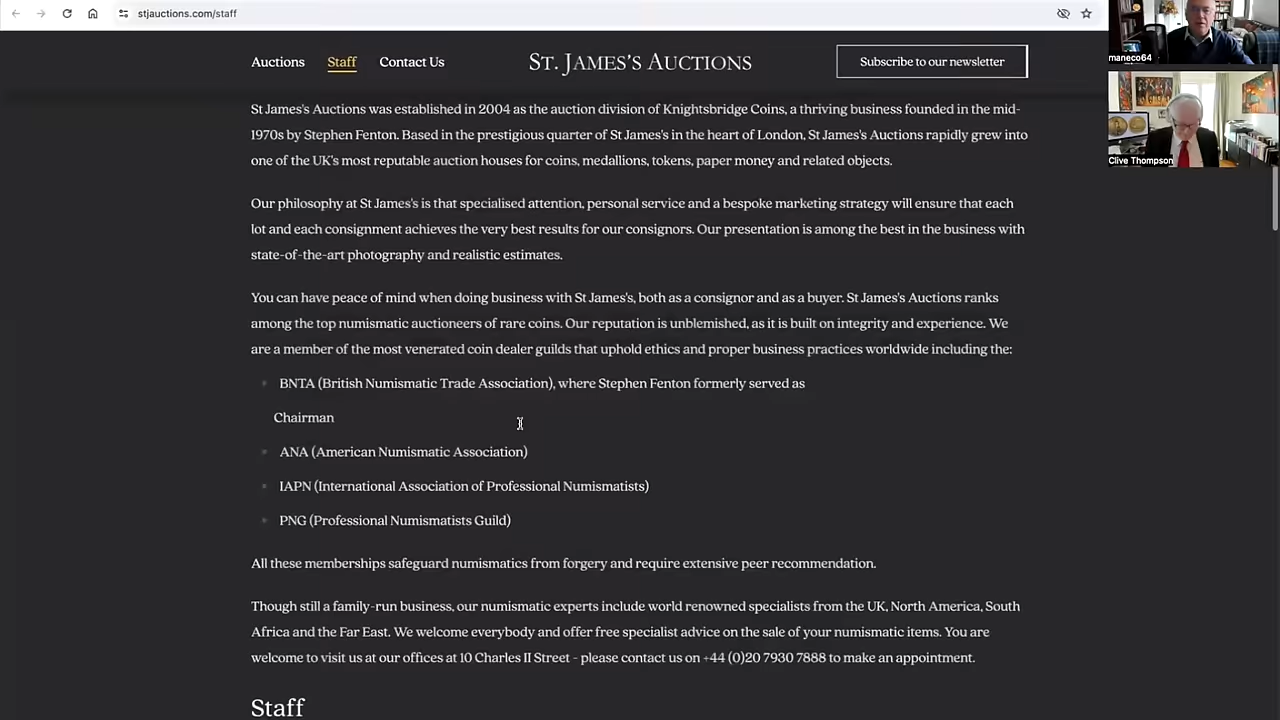 stjauctions.com/staff
Auctions
Staff
Contact Us
ST. JAMES'S AUCTIONS
Subscribe to our newsletter
maneco64
Clive Thompson
St James's Auctions was established in 2004 as the auction division of Knightsbridge Coins, a thriving business founded in the mid-
1970s by Stephen Fenton. Based in the prestigious quarter of St James's in the heart of London, St James's Auctions rapidly grew into
one of the UK's most reputable auction houses for coins, medallions, tokens, paper money and related objects.
Our philosophy at St James's is that specialised attention, personal service and a bespoke marketing strategy will ensure that each
lot and each consignment achieves the very best results for our consignors. Our presentation is among the best in the business with
state-of-the-art photography and realistic estimates.
You can have peace of mind when doing business with St James's, both as a consignor and as a buyer. St James's Auctions ranks
among the top numismatic auctioneers of rare coins. Our reputation is unblemished, as it is built on integrity and experience. We
are a member of the most venerated coin dealer guilds that uphold ethics and proper business practices worldwide including the:
BNTA (British Numismatic Trade Association), where Stephen Fenton formerly served as
Chairman
ANA (American Numismatic Association)
IAPN (International Association of Professional Numismatists)
PNG (Professional Numismatists Guild)
All these memberships safeguard numismatics from forgery and require extensive peer recommendation.
Though still a family-run business, our numismatic experts include world renowned specialists from the UK, North America, South
Africa and the Far East. We welcome everybody and offer free specialist advice on the sale of your numismatic items. You are
welcome to visit us at our offices at 10 Charles II Street - please contact us on +44 (0)20 7930 7888 to make an appointment.
Staff